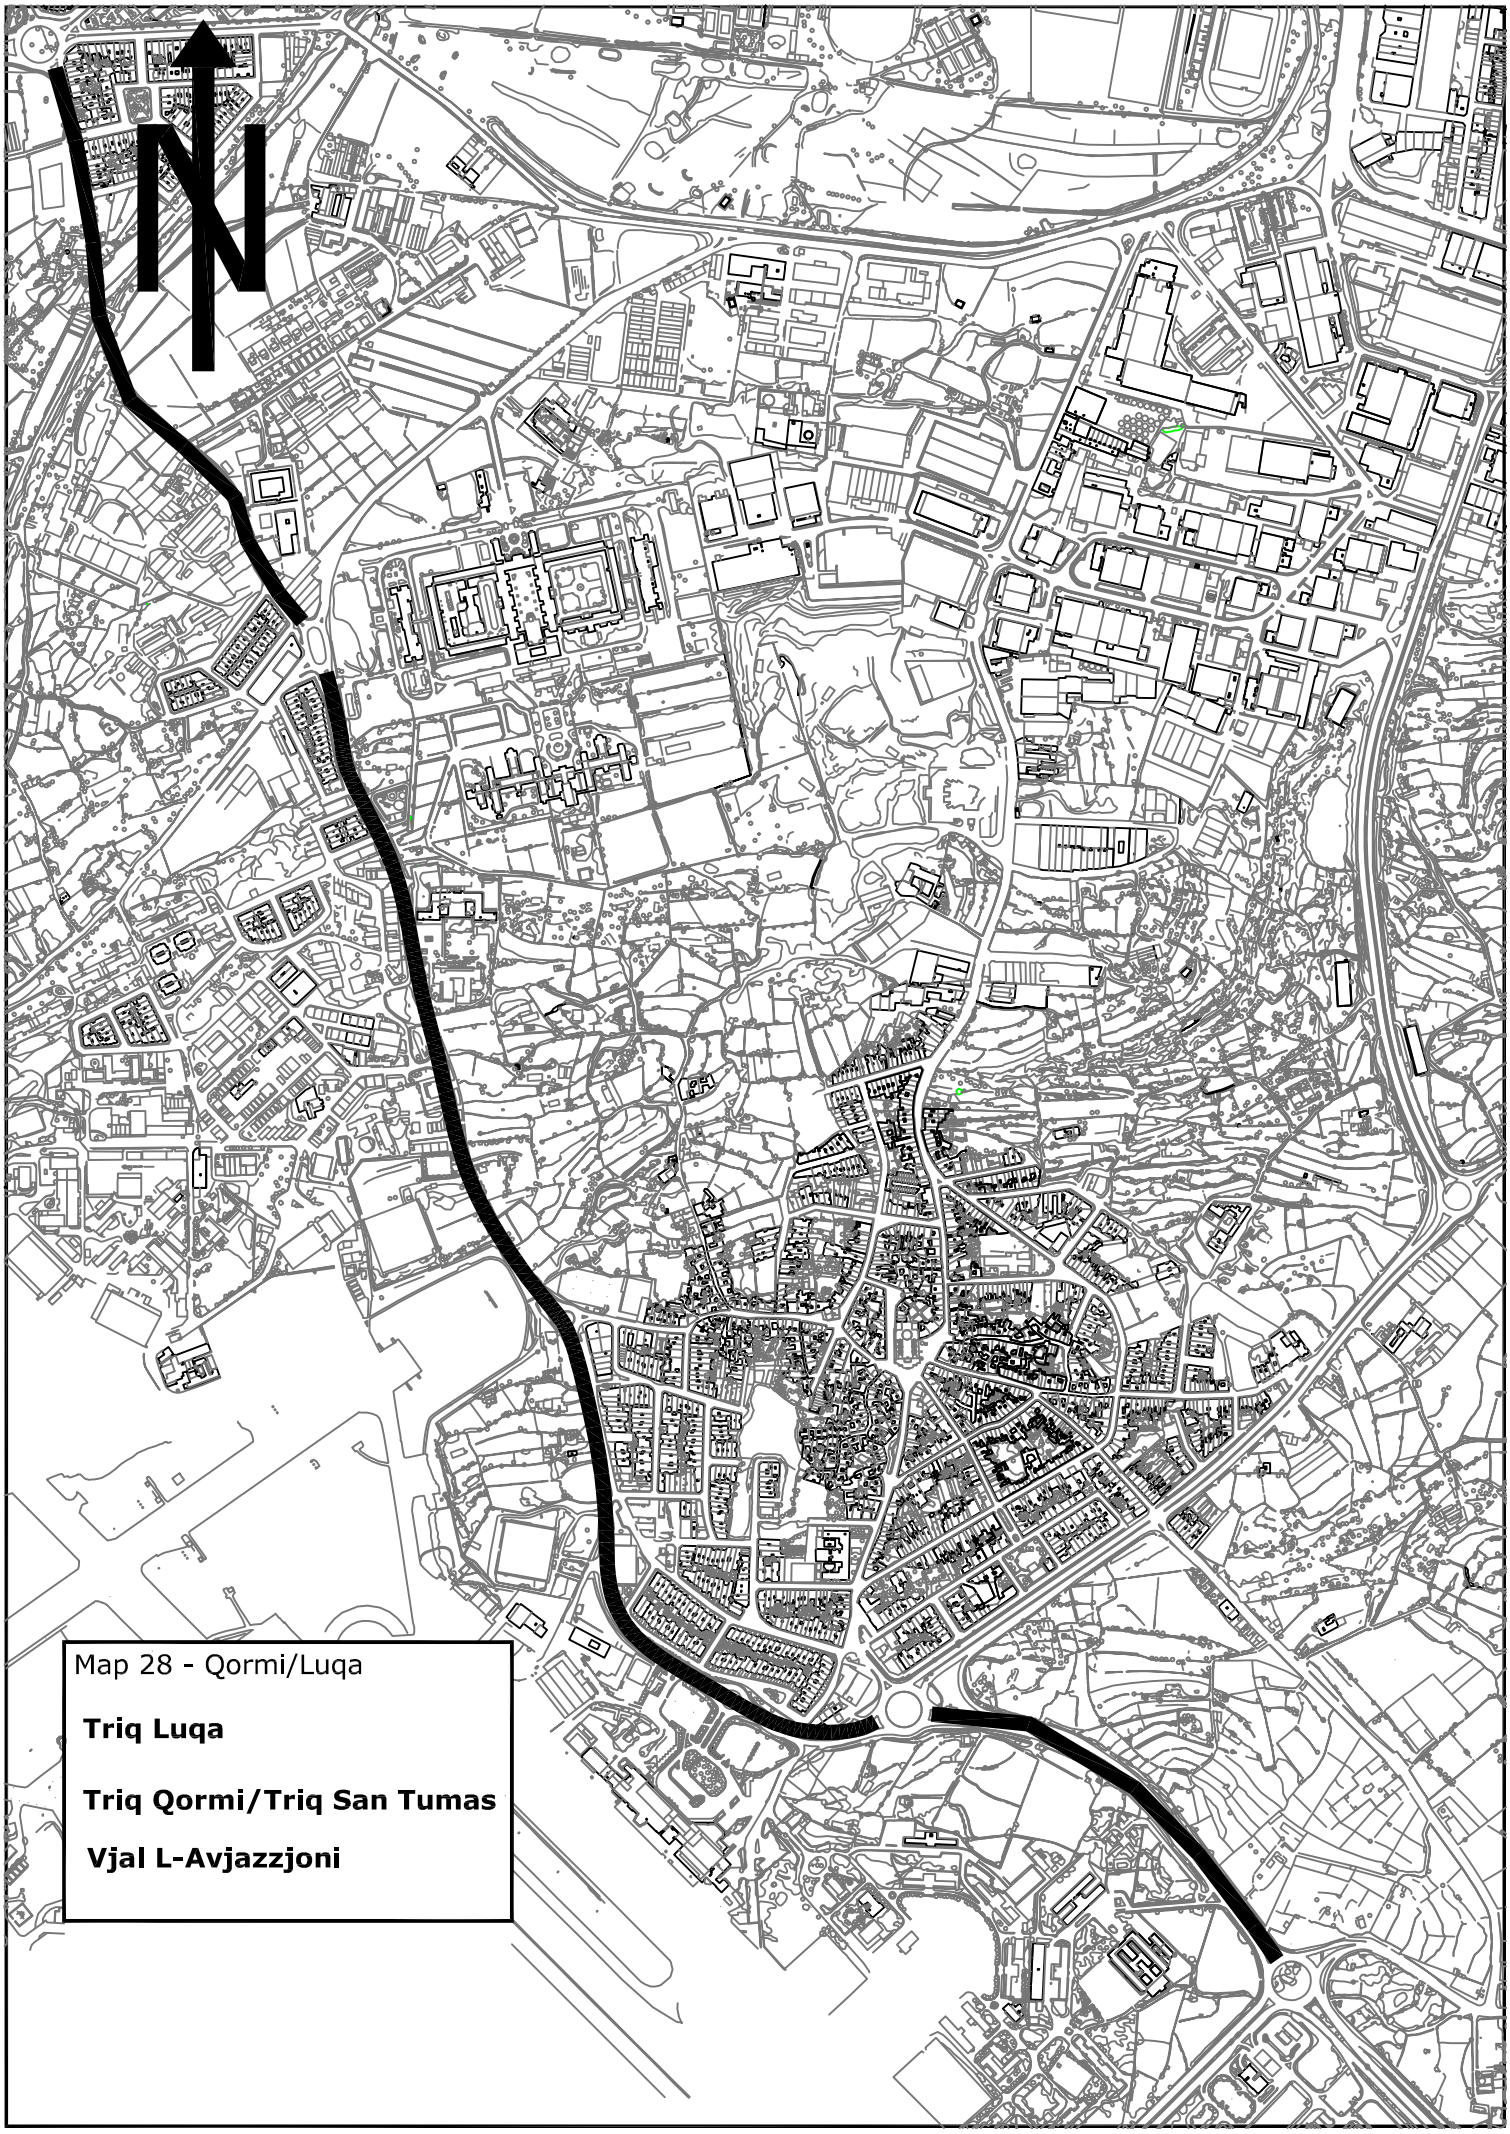 N
Map 28 - Qormi/Luqa
Triq Luqa
Triq Qormi/Triq San Tumas
Vjal L-Avjazzjoni